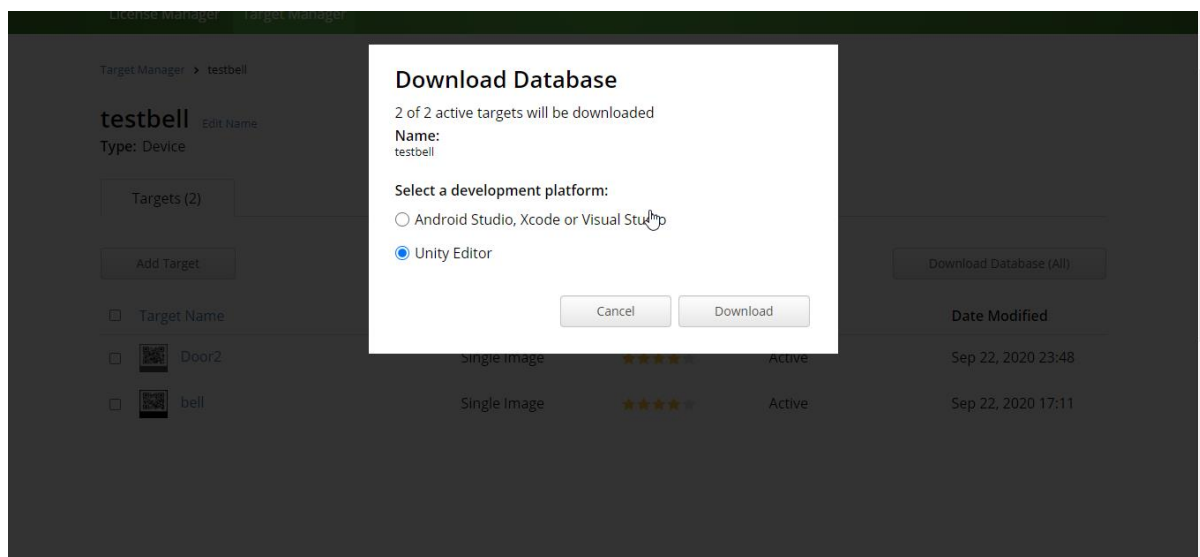 License Manager Target Manager
Target Manager > testbell
testbell Edit Name
Type: Device
Targets (2)
Add Target
Download Database (All)
Target Name
Date Modified
Door2 Single Image Active Sep 22, 2020 23:48
bell Single Image Active Sep 22, 2020 17:11
Download Database
2 of 2 active targets will be downloaded
Name:
testbell
Select a development platform:
Android Studio, Xcode or Visual Studio
Unity Editor
Cancel Download